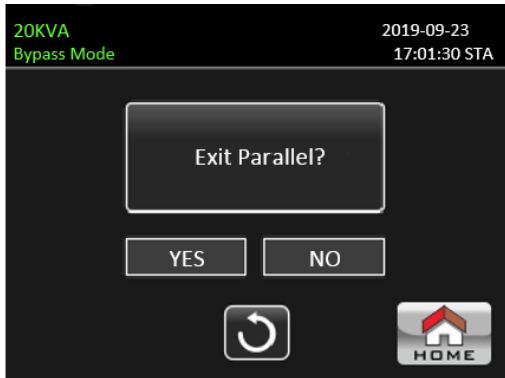 20KVA
2019-09-23
Bypass Mode
17:01:30 STA
Exit Parallel?
YES
NO
HOME